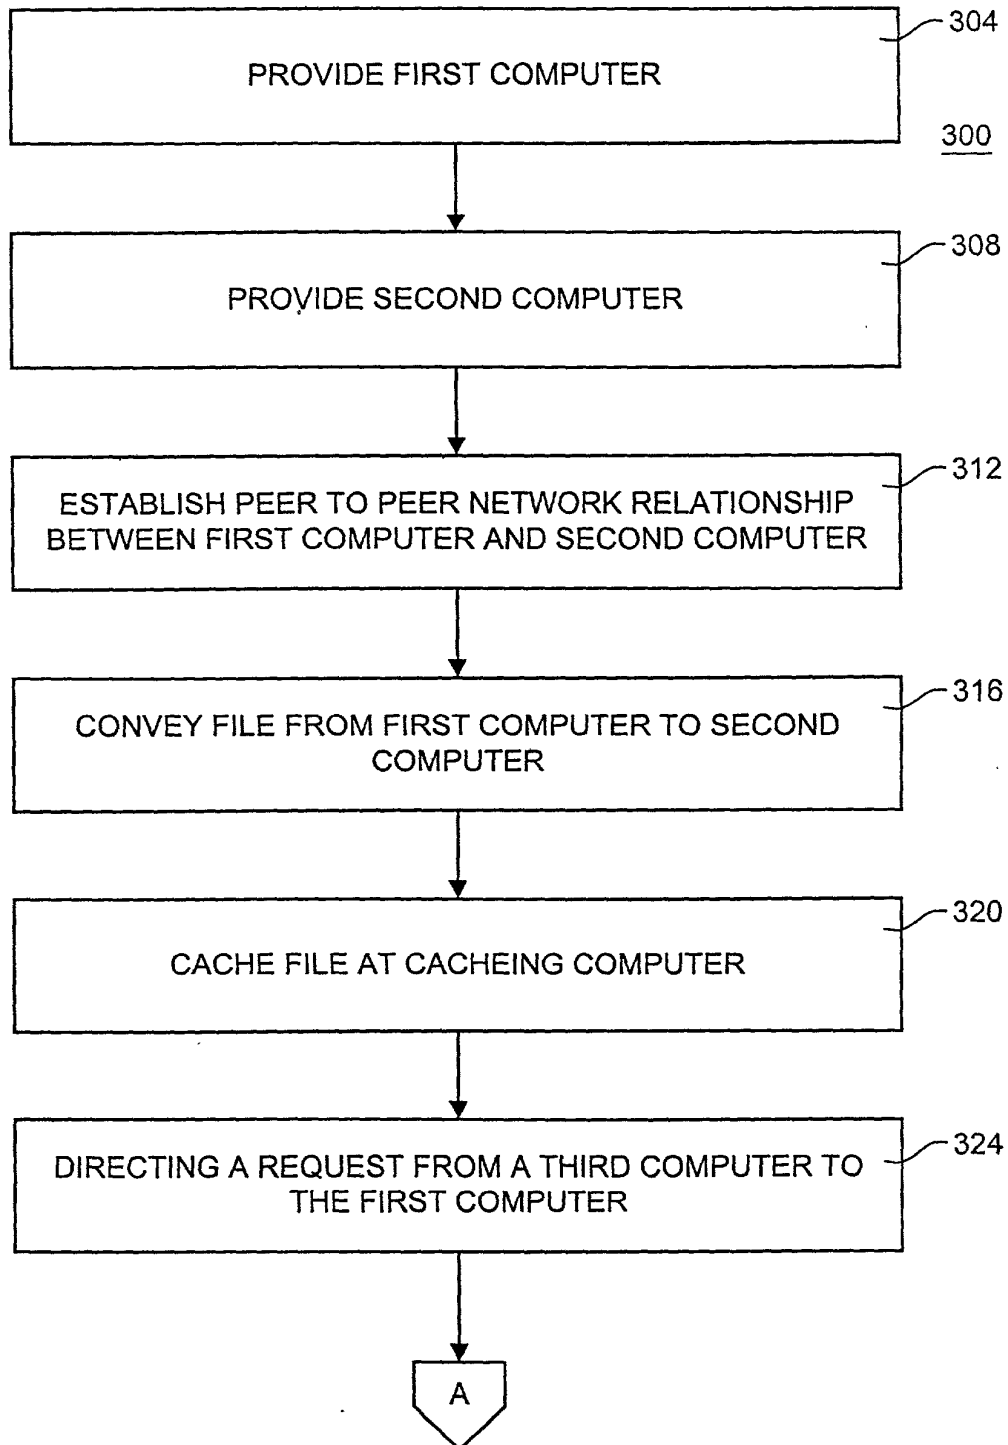 304
PROVIDE FIRST COMPUTER
300
308
PROVIDE SECOND COMPUTER
312
ESTABLISH PEER TO PEER NETWORK RELATIONSHIP
BETWEEN FIRST COMPUTER AND SECOND COMPUTER
316
CONVEY FILE FROM FIRST COMPUTER TO SECOND
COMPUTER
320
CACHE FILE AT CACHEING COMPUTER
324
DIRECTING A REQUEST FROM A THIRD COMPUTER TO
THE FIRST COMPUTER
A